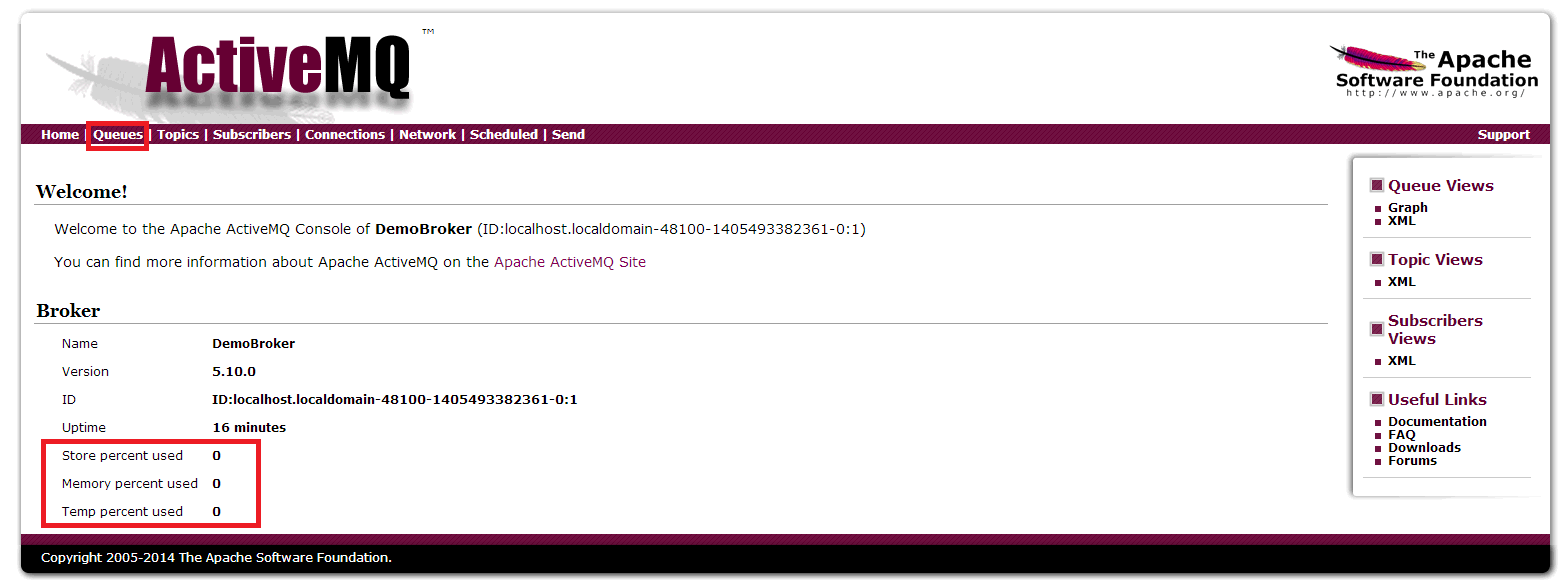 ActiveMQ ™
The Apache
Software Foundation
http://www.apache.org/
Home | Queues | Topics | Subscribers | Connections | Network | Scheduled | Send
Support
Welcome!
Welcome to the Apache ActiveMQ Console of DemoBroker (ID:localhost.localdomain-48100-1405493382361-0:1)
You can find more information about Apache ActiveMQ on the Apache ActiveMQ Site
Broker
Name DemoBroker
Version 5.10.0
ID ID:localhost.localdomain-48100-1405493382361-0:1
Uptime 16 minutes
Store percent used 0
Memory percent used 0
Temp percent used 0
Queue Views
Graph
XML
Topic Views
XML
Subscribers
Views
XML
Useful Links
Documentation
FAQ
Downloads
Forums
Copyright 2005-2014 The Apache Software Foundation.